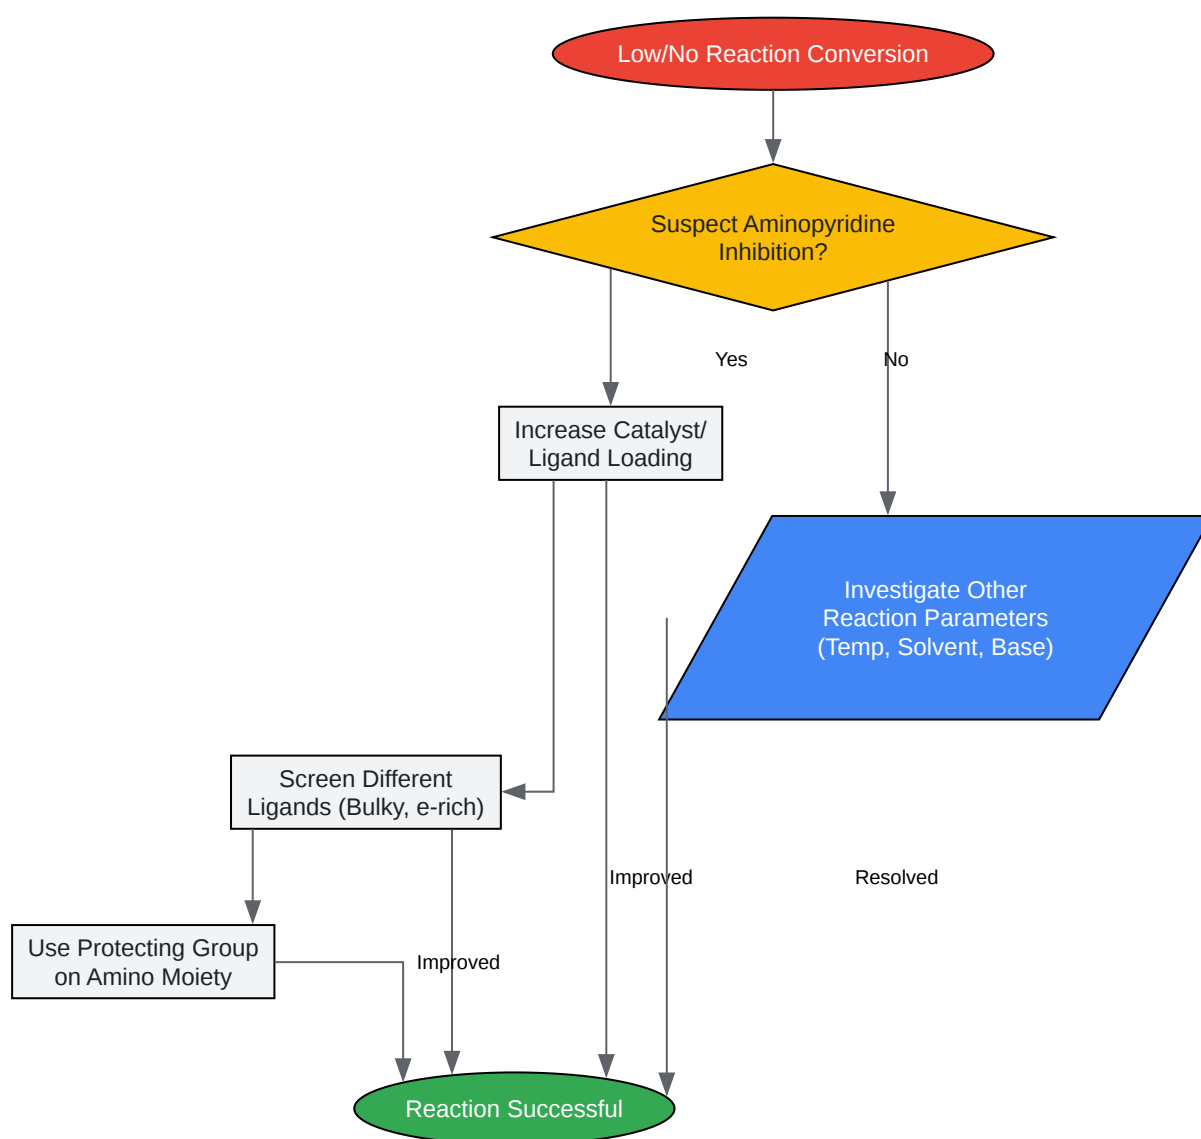 Low/No Reaction Conversion
Suspect Aminopyridine
Inhibition?
Yes
No
Increase Catalyst/
Ligand Loading
Investigate Other
Reaction Parameters
(Temp, Solvent, Base)
Screen Different
Ligands (Bulky, e-rich)
Improved
Resolved
Use Protecting Group
on Amino Moiety
Improved
Reaction Successful